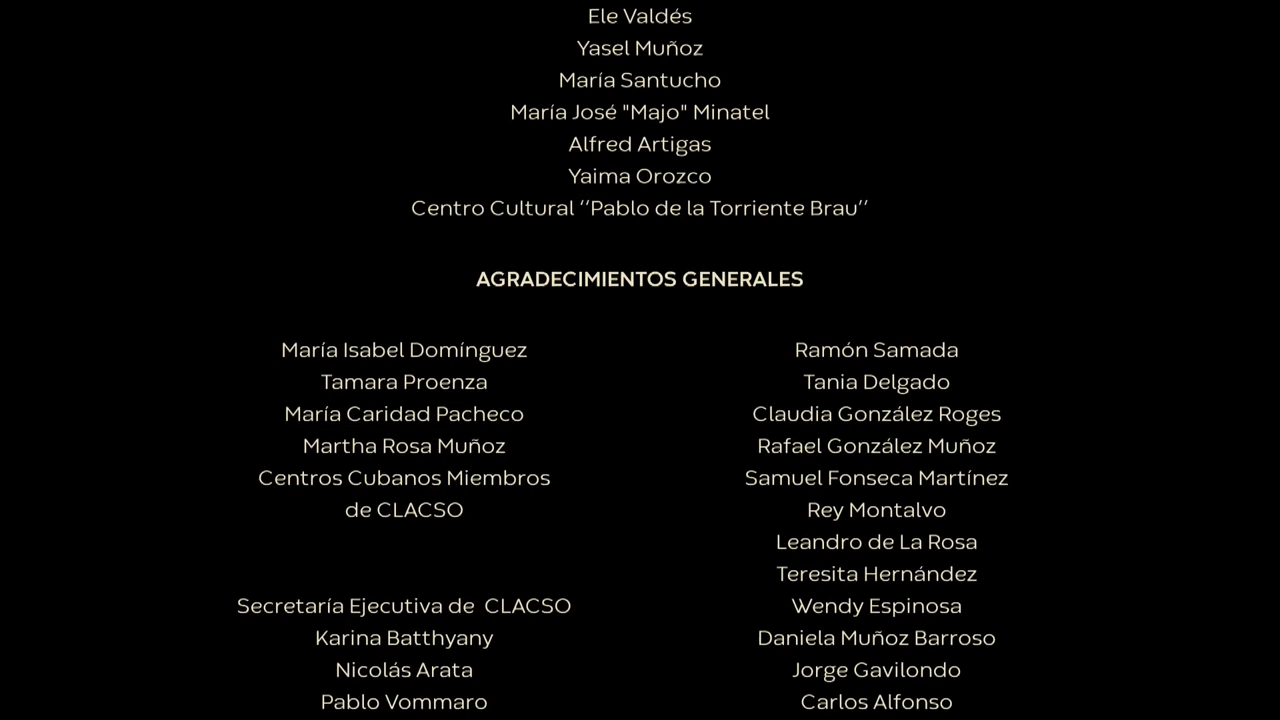 Ele Valdés
Yasel Muñoz
María Santucho
María José "Majo" Minatel
Alfred Artigas
Yaima Orozco
Centro Cultural ‘‘Pablo de la Torriente Brau’’
AGRADECIMIENTOS GENERALES
María Isabel Domínguez
Tamara Proenza
María Caridad Pacheco
Martha Rosa Muñoz
Centros Cubanos Miembros
de CLACSO
Secretaría Ejecutiva de CLACSO
Karina Batthyany
Nicolás Arata
Pablo Vommaro
Ramón Samada
Tania Delgado
Claudia González Roges
Rafael González Muñoz
Samuel Fonseca Martínez
Rey Montalvo
Leandro de La Rosa
Teresita Hernández
Wendy Espinosa
Daniela Muñoz Barroso
Jorge Gavilondo
Carlos Alfonso